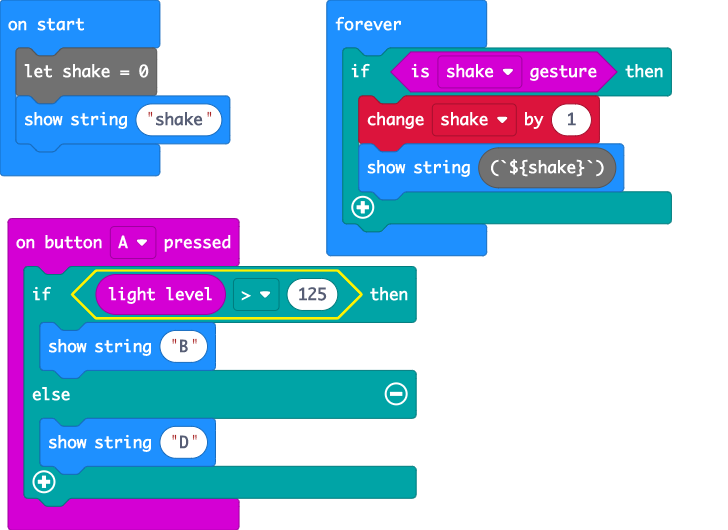 on start
let shake = 0
show string "shake"
forever
if is shake gesture then
change shake by 1
show string (`${shake}`)
on button A pressed
if light level > 125 then
show string "B"
else
show string "D"